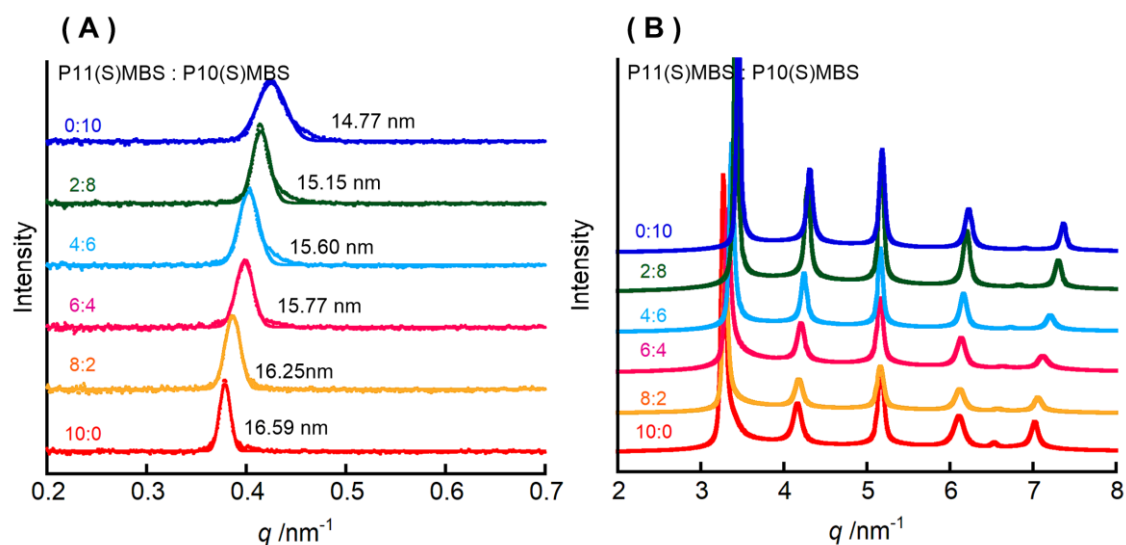 ( A )
P11(S)MBS : P10(S)MBS
0:10
14.77 nm
2:8
15.15 nm
4:6
15.60 nm
6:4
15.77 nm
8:2
16.25nm
10:0
16.59 nm
Intensity
0.2 0.3 0.4 0.5 0.6 0.7
q /nm-1
( B )
P11(S)MBS : P10(S)MBS
0:10
2:8
4:6
6:4
8:2
10:0
Intensity
2 3 4 5 6 7 8
q /nm-1